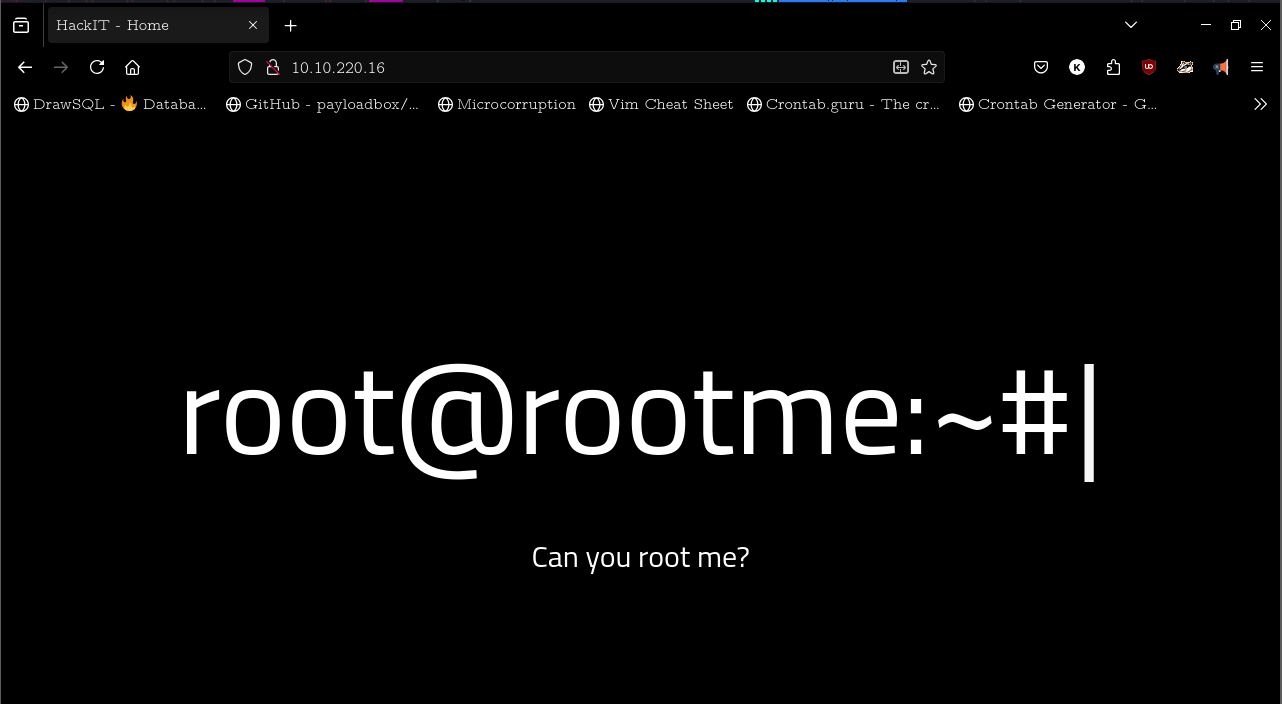 HackIT - Home
10.10.220.16
DrawSQL - 🔥 Databa...
GitHub - payloadbox/...
Microcorruption
Vim Cheat Sheet
Crontab.guru - The cr...
Crontab Generator - G...
root@rootme:~#|
Can you root me?